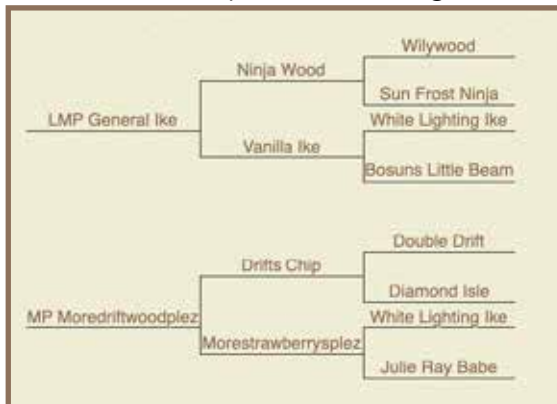 Wilywood
Ninja Wood
Sun Frost Ninja
LMP General Ike
White Lighting Ike
Vanilla Ike
Bosuns Little Beam
Double Drift
Drifts Chip
Diamond Isle
MP Moredriftwoodplez
White Lighting Ike
Morestrawberrysplez
Julie Ray Babe